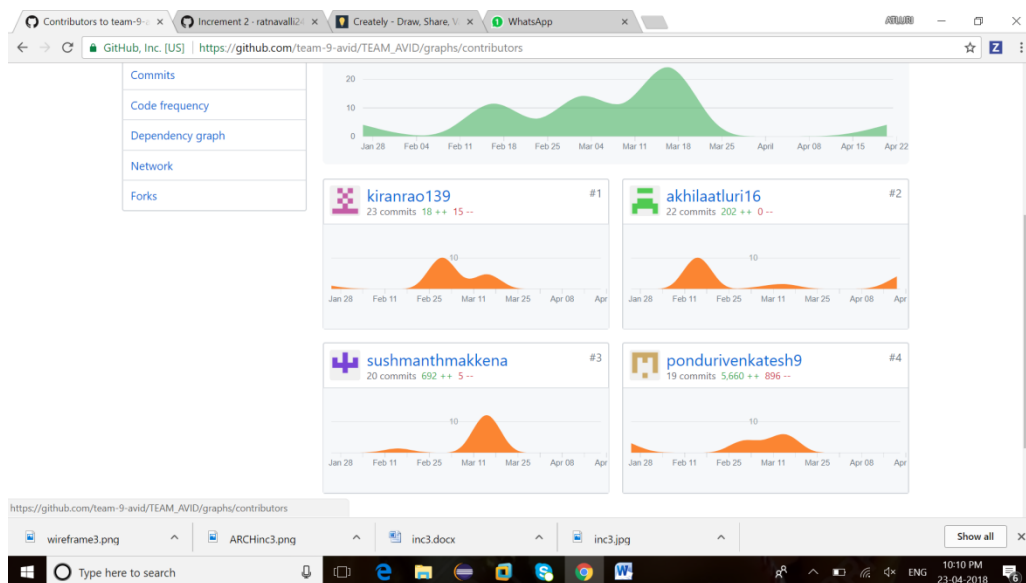 Contributors to team-9-a
Increment 2 - ratnavalli24
Creately - Draw, Share, V
WhatsApp
ATLURI
GitHub, Inc. [US] https://github.com/team-9-avid/TEAM_AVID/graphs/contributors
Z
Commits
Code frequency
Dependency graph
Network
Forks
20
10
0
Jan 28 Feb 04 Feb 11 Feb 18 Feb 25 Mar 04 Mar 11 Mar 18 Mar 25 April Apr 08 Apr 15 Apr 22
kiranrao139 #1
23 commits 18 ++ 15 --
10
Jan 28 Feb 11 Feb 25 Mar 11 Mar 25 Apr 08 Apr
akhilaatluri16 #2
22 commits 202 ++ 0 --
10
Jan 28 Feb 11 Feb 25 Mar 11 Mar 25 Apr 08 Apr
sushmanthmakkena #3
20 commits 692 ++ 5 --
10
Jan 28 Feb 11 Feb 25 Mar 11 Mar 25 Apr 08 Apr
pondurivenkatesh9 #4
19 commits 5,660 ++ 896 --
10
Jan 28 Feb 11 Feb 25 Mar 11 Mar 25 Apr 08 Apr
https://github.com/team-9-avid/TEAM_AVID/graphs/contributors
wireframe3.png
ARCHinc3.png
inc3.docx
inc3.jpg
Show all
Type here to search
ENG
10:10 PM
23-04-2018
6